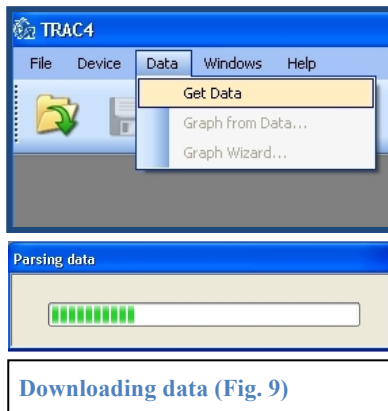 TRAC4
File Device Data Windows Help
Get Data
Graph from Data...
Graph Wizard...
Parsing data
Downloading data (Fig. 9)